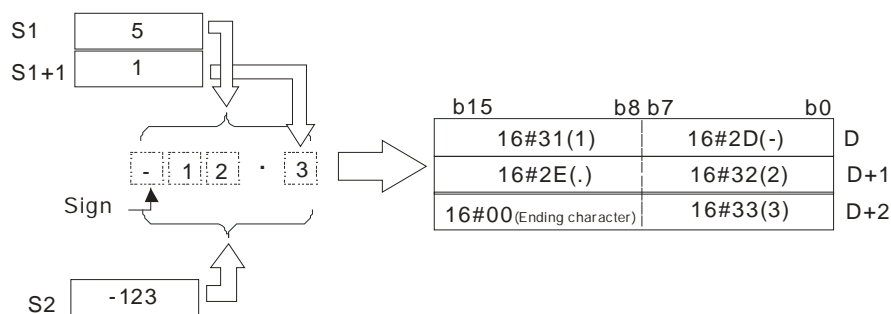 S1 5
S1+1 1
b15 b8 b7 b0
16#31(1) 16#2D(-) D
- 1 2 . 3
16#2E(.) 16#32(2) D+1
Sign
16#00(Ending character) 16#33(3) D+2
S2 -123